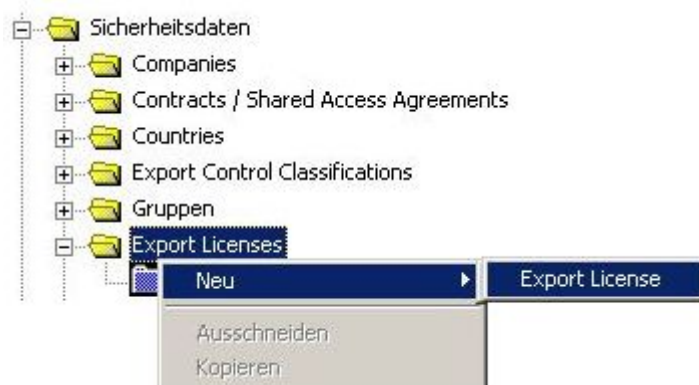 Sicherheitsdaten
Companies
Contracts / Shared Access Agreements
Countries
Export Control Classifications
Gruppen
Export Licenses
Neu
Export License
Ausschneiden
Kopieren